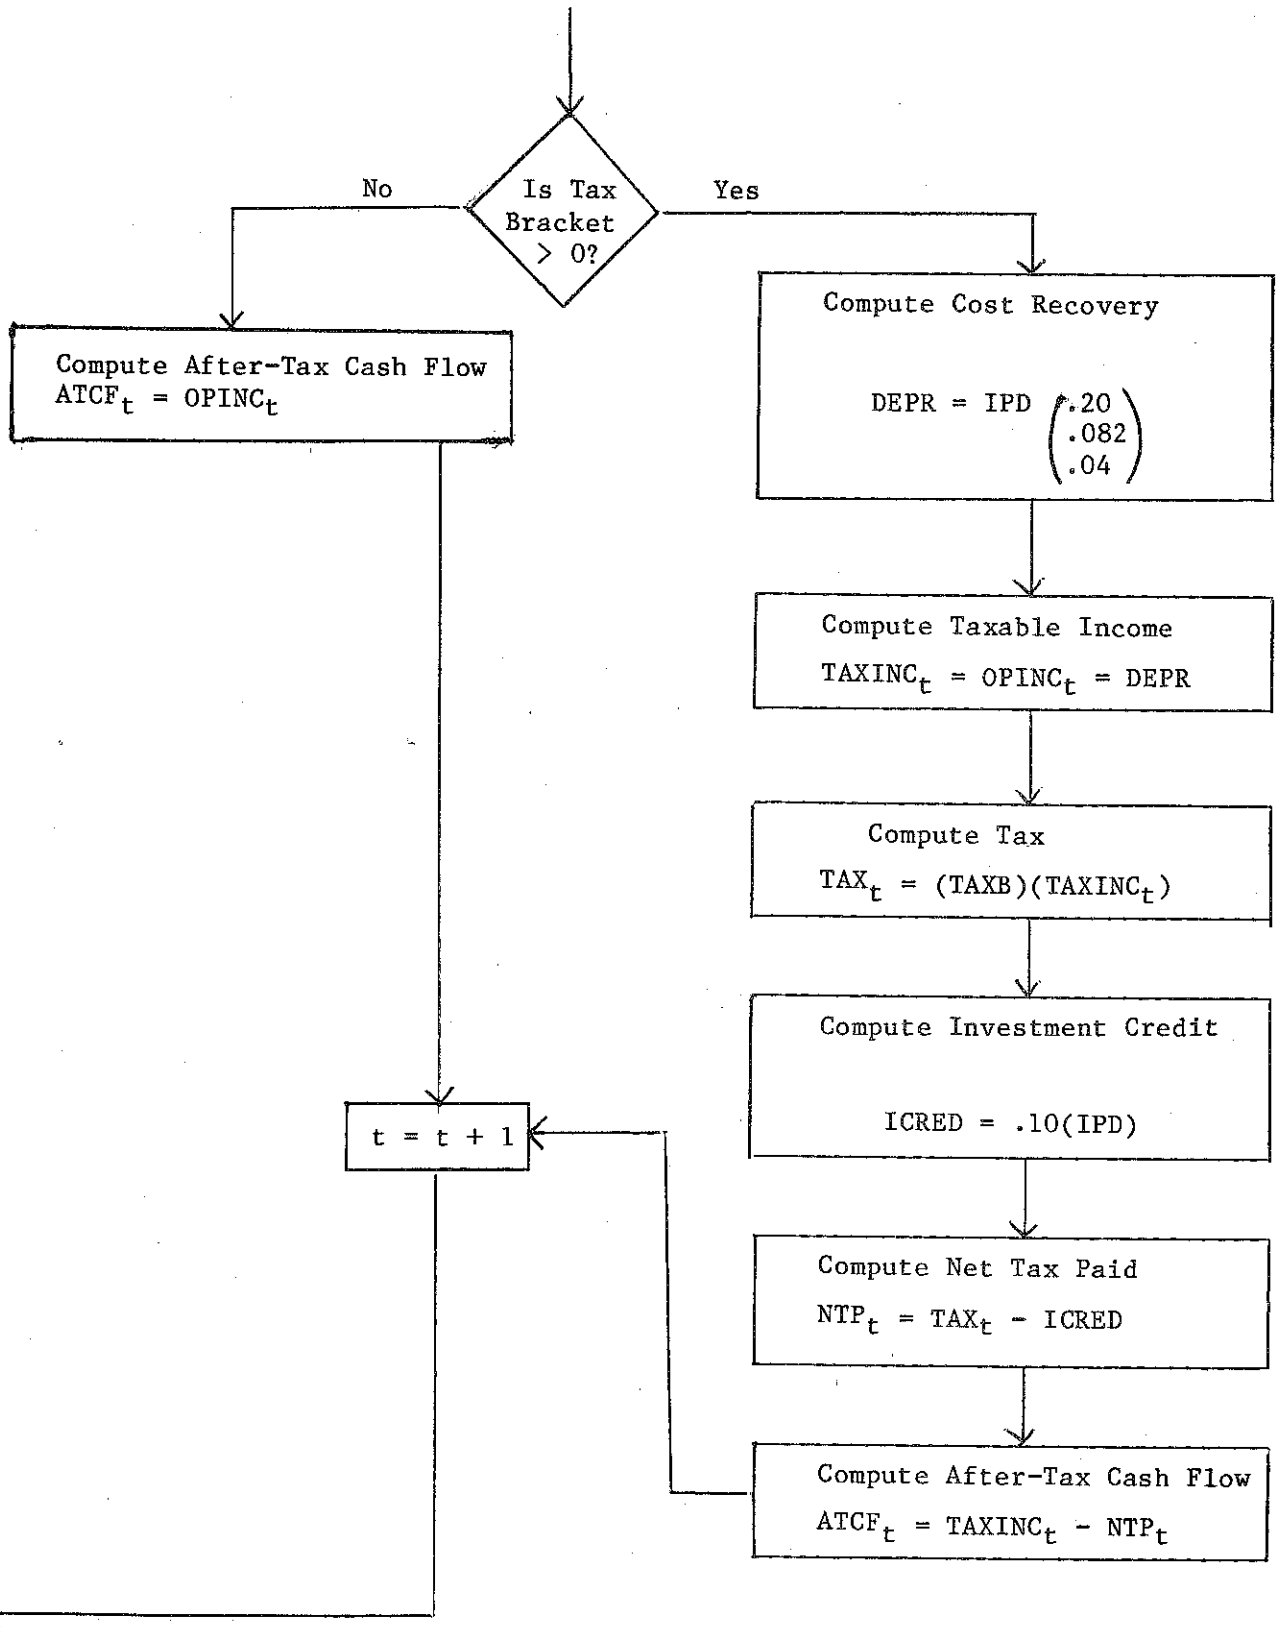 Is Tax
Bracket
> 0?
No
Yes
Compute After-Tax Cash Flow
ATCFt = OPINCt
Compute Cost Recovery
DEPR = IPD (.20
.082
.04)
Compute Taxable Income
TAXINCt = OPINCt = DEPR
Compute Tax
TAXt = (TAXB)(TAXINCt)
Compute Investment Credit
ICRED = .10(IPD)
Compute Net Tax Paid
NTPt = TAXt - ICRED
Compute After-Tax Cash Flow
ATCFt = TAXINCt - NTPt
t = t + 1